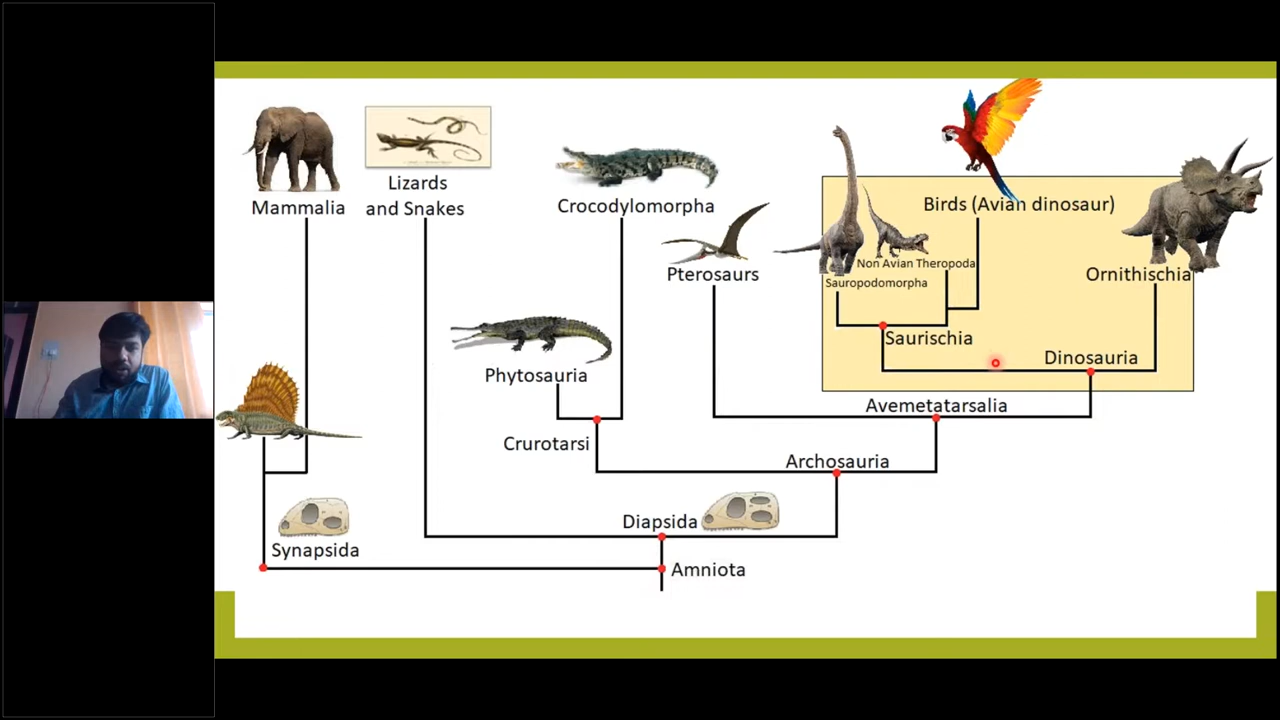 Mammalia
Lizards
and Snakes
Crocodylomorpha
Pterosaurs
Birds (Avian dinosaur)
Non Avian Theropoda
Sauropodomorpha
Ornithischia
Saurischia
Dinosauria
Phytosauria
Avemetatarsalia
Crurotarsi
Archosauria
Diapsida
Synapsida
Amniota